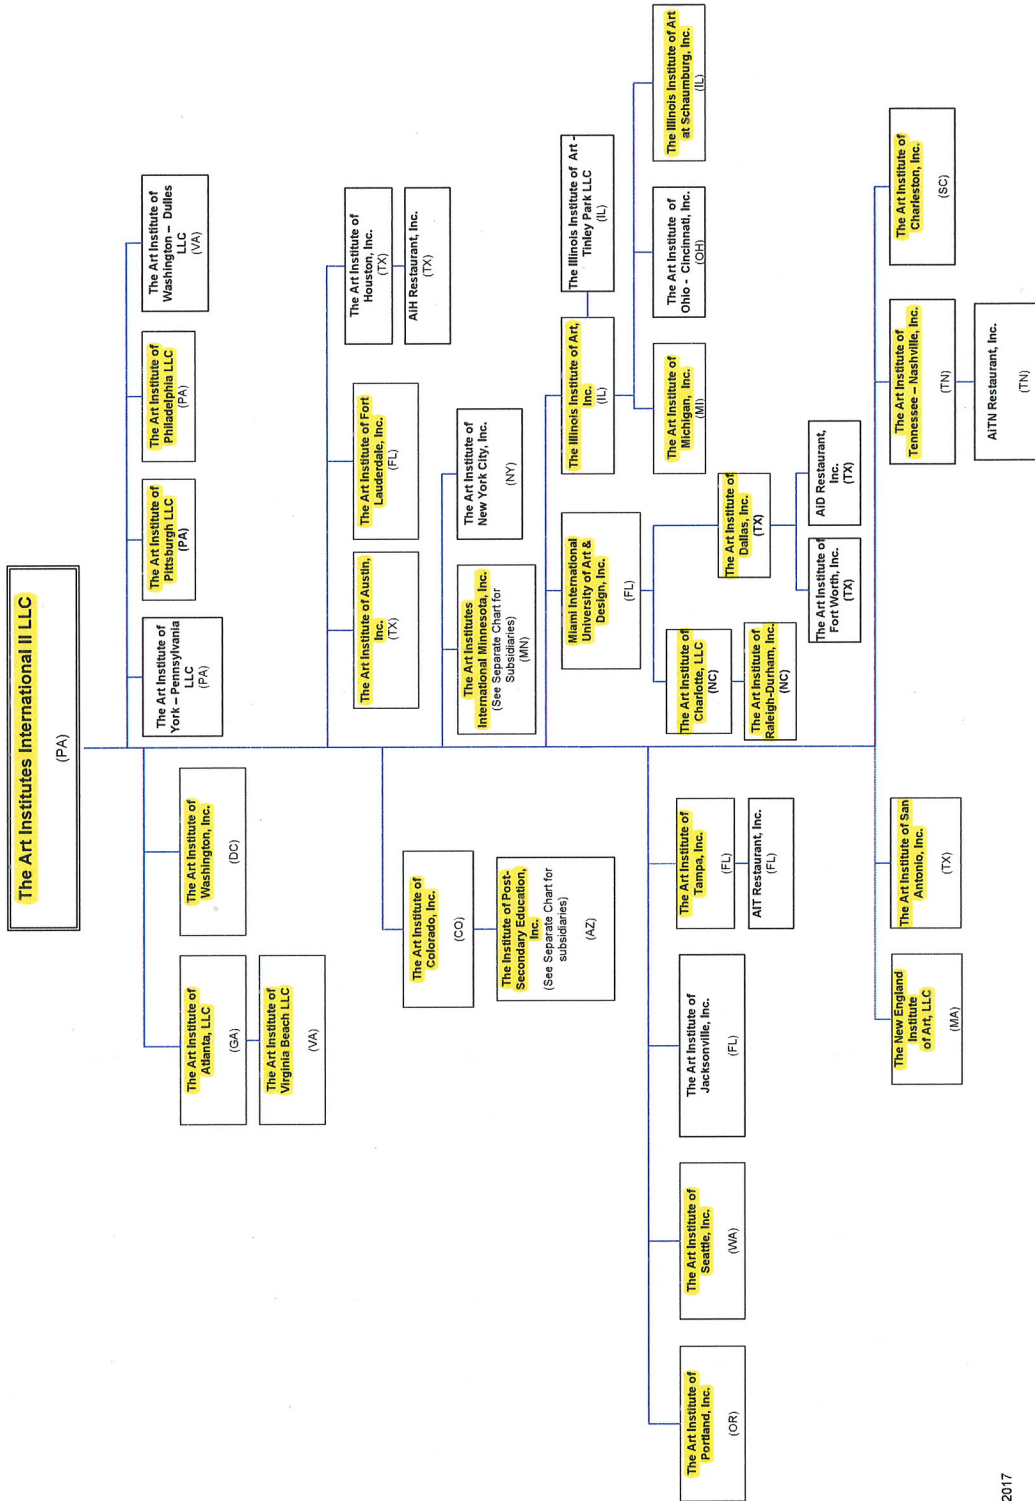 The Art Institutes International II LLC
(PA)
The Art Institute of
Atlanta, LLC
(GA)
The Art Institute of
Virginia Beach LLC
(VA)
The Art Institute of
Washington, Inc.
(DC)
The Art Institute of
York – Pennsylvania
LLC
(PA)
The Art Institute of
Pittsburgh LLC
(PA)
The Art Institute of
Philadelphia LLC
(PA)
The Art Institute of
Washington – Dulles
LLC
(VA)
The Art Institute of
Colorado, Inc.
(CO)
The Institute of Post-
Secondary Education,
Inc.
(See Separate Chart for
subsidiaries)
(AZ)
The Art Institute of Austin,
Inc.
(TX)
The Art Institute of Fort
Lauderdale, Inc.
(FL)
The Art Institute of
Houston, Inc.
(TX)
AiH Restaurant, Inc.
(TX)
The Art Institutes
International Minnesota, Inc.
(See Separate Chart for
Subsidiaries)
(MN)
The Art Institute of
New York City, Inc.
(NY)
Miami International
University of Art &
Design, Inc.
(FL)
The Illinois Institute of Art,
Inc.
(IL)
The Illinois Institute of Art -
Tinley Park LLC
(IL)
The Art Institute of
Michigan, Inc.
(MI)
The Art Institute of
Ohio - Cincinnati, Inc.
(OH)
The Illinois Institute of Art
at Schaumburg, Inc.
(IL)
The Art Institute of
Charlotte, LLC
(NC)
The Art Institute of
Raleigh-Durham, Inc.
(NC)
The Art Institute of
Dallas, Inc.
(TX)
The Art Institute of
Fort Worth, Inc.
(TX)
AiD Restaurant,
Inc.
(TX)
The Art Institute of
Portland, Inc.
(OR)
The Art Institute of
Seattle, Inc.
(WA)
The Art Institute of
Jacksonville, Inc.
(FL)
The Art Institute of
Tampa, Inc.
(FL)
AIT Restaurant, Inc.
(FL)
The New England
Institute
of Art, LLC
(MA)
The Art Institute of San
Antonio, Inc.
(TX)
The Art Institute of
Tennessee – Nashville, Inc.
(TN)
AiTN Restaurant, Inc.
(TN)
The Art Institute of
Charleston, Inc.
(SC)
2017